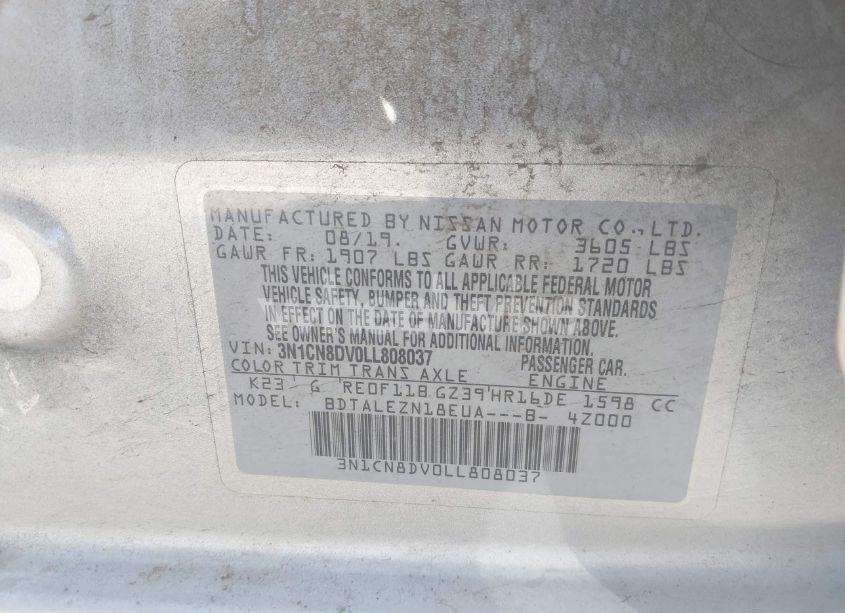 MANUFACTURED BY NISSAN MOTOR CO., LTD.
DATE: 08/19. GVWR: 3605 LBS
GAWR FR: 1907 LBS GAWR RR: 1720 LBS
THIS VEHICLE CONFORMS TO ALL APPLICABLE FEDERAL MOTOR
VEHICLE SAFETY, BUMPER AND THEFT PREVENTION STANDARDS
IN EFFECT ON THE DATE OF MANUFACTURE SHOWN ABOVE.
SEE OWNER'S MANUAL FOR ADDITIONAL INFORMATION.
VIN: 3N1CN8DV0LL808037 PASSENGER CAR.
COLOR TRIM TRANS AXLE ENGINE
K23 G RE0F11B GZ39 HR16DE 1598 CC
MODEL: BDTALEZN18EUA---B- 4Z000
3N1CN8DV0LL808037